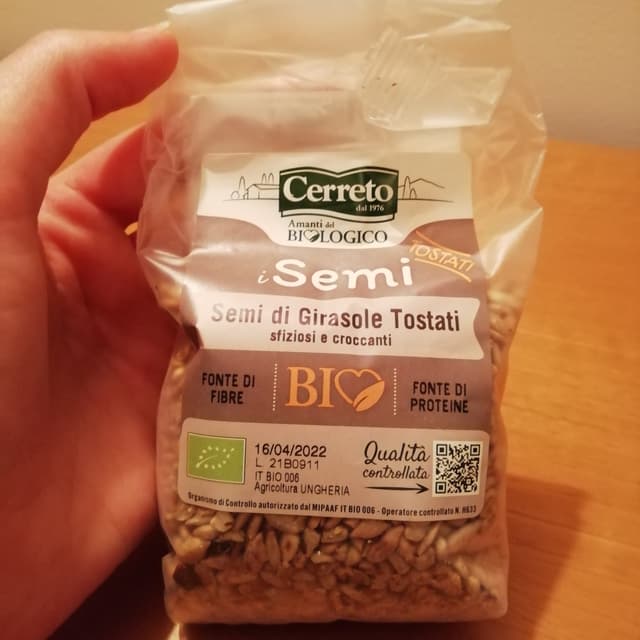 Cerreto
dal 1976
Amanti del
BIOLOGICO
i Semi
TOSTATI
Semi di Girasole Tostati
sfiziosi e croccanti
FONTE DI
FIBRE
BIO
FONTE DI
PROTEINE
16/04/2022
L. 21B0911
IT BIO 006
Agricoltura UNGHERIA
Qualità
controllata
Organismo di Controllo autorizzato dal MIPAAF IT BIO 006 - Operatore controllato N. H633